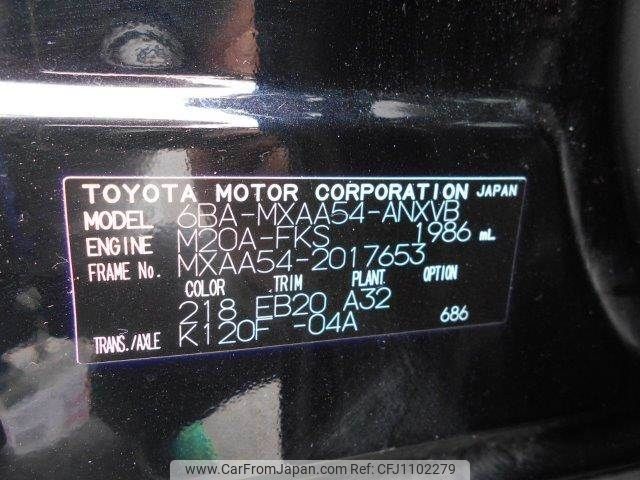 TOYOTA MOTOR CORPORATION JAPAN
MODEL 6BA-MXAA54-ANXVB
ENGINE M20A-FKS 1986 mL
FRAME No. MXAA54-2017653
COLOR TRIM PLANT OPTION
218 EB20 A32
TRANS./AXLE K120F -04A 686
www.CarFromJapan.com Ref:CFJ1102279